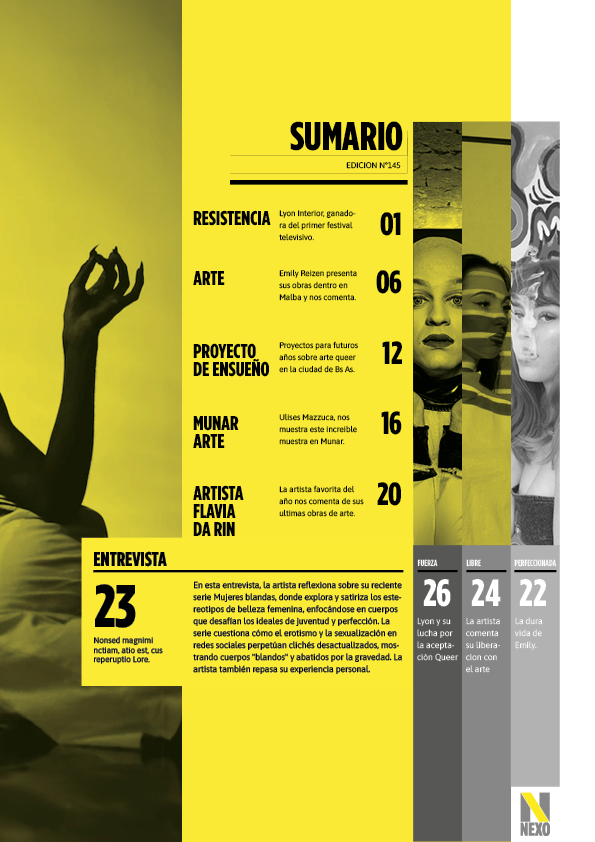 SUMARIO
EDICION N°145
RESISTENCIA
Lyon Interior, ganado-
ra del primer festival
televisivo.
01
ARTE
Emily Reizen presenta
sus obras dentro en
Malba y nos comenta.
06
PROYECTO
DE ENSUEÑO
Proyectos para futuros
años sobre arte queer
en la ciudad de Bs As.
12
MUNAR
ARTE
Ulises Mazzuca, nos
muestra este increible
muestra en Munar.
16
ARTISTA
FLAVIA
DA RIN
La artista favorita del
año nos comenta de sus
ultimas obras de arte.
20
ENTREVISTA
23
Nonsed magnimi
nctiam, atio est, cus
reperuptio Lore.
En esta entrevista, la artista reflexiona sobre su reciente
serie Mujeres blandas, donde explora y satiriza los este-
reotipos de belleza femenina, enfocándose en cuerpos
que desafían los ideales de juventud y perfección. La
serie cuestiona cómo el erotismo y la sexualización en
redes sociales perpetúan clichés desactualizados, mos-
trando cuerpos "blandos" y abatidos por la gravedad. La
artista también repasa su experiencia personal.
FUERZA
26
Lyon y su
lucha por
la acepta-
ción Queer
LIBRE
24
La artista
comenta
su libera-
cion con
el arte
PERFECCIONADA
22
La dura
vida de
Emily.
NEXO